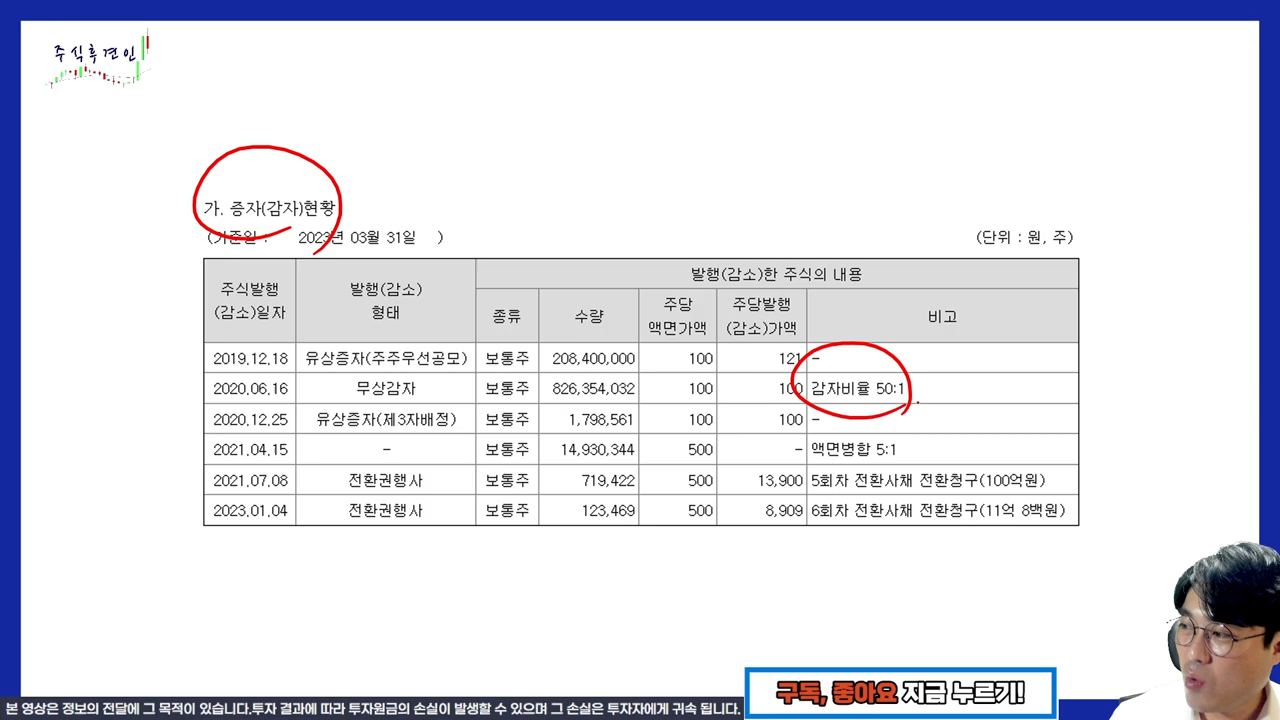 주식후견인
가. 증자(감자)현황
(기준일 : 2023년 03월 31일 )
(단위 : 원, 주)
주식발행
(감소)일자
발행(감소)
형태
발행(감소)한 주식의 내용
종류
수량
주당
액면가액
주당발행
(감소)가액
비고
2019.12.18 유상증자(주주우선공모) 보통주 208,400,000 100 121 -
2020.06.16 무상감자 보통주 826,354,032 100 100 감자비율 50:1
2020.12.25 유상증자(제3자배정) 보통주 1,798,561 100 100 -
2021.04.15 - 보통주 14,930,344 500 - 액면병합 5:1
2021.07.08 전환권행사 보통주 719,422 500 13,900 5회차 전환사채 전환청구(100억원)
2023.01.04 전환권행사 보통주 123,469 500 8,909 6회차 전환사채 전환청구(11억 8백원)
구독, 좋아요 지금 누르기!
본 영상은 정보의 전달에 그 목적이 있습니다.투자 결과에 따라 투자원금의 손실이 발생할 수 있으며 그 손실은 투자자에게 귀속 됩니다.